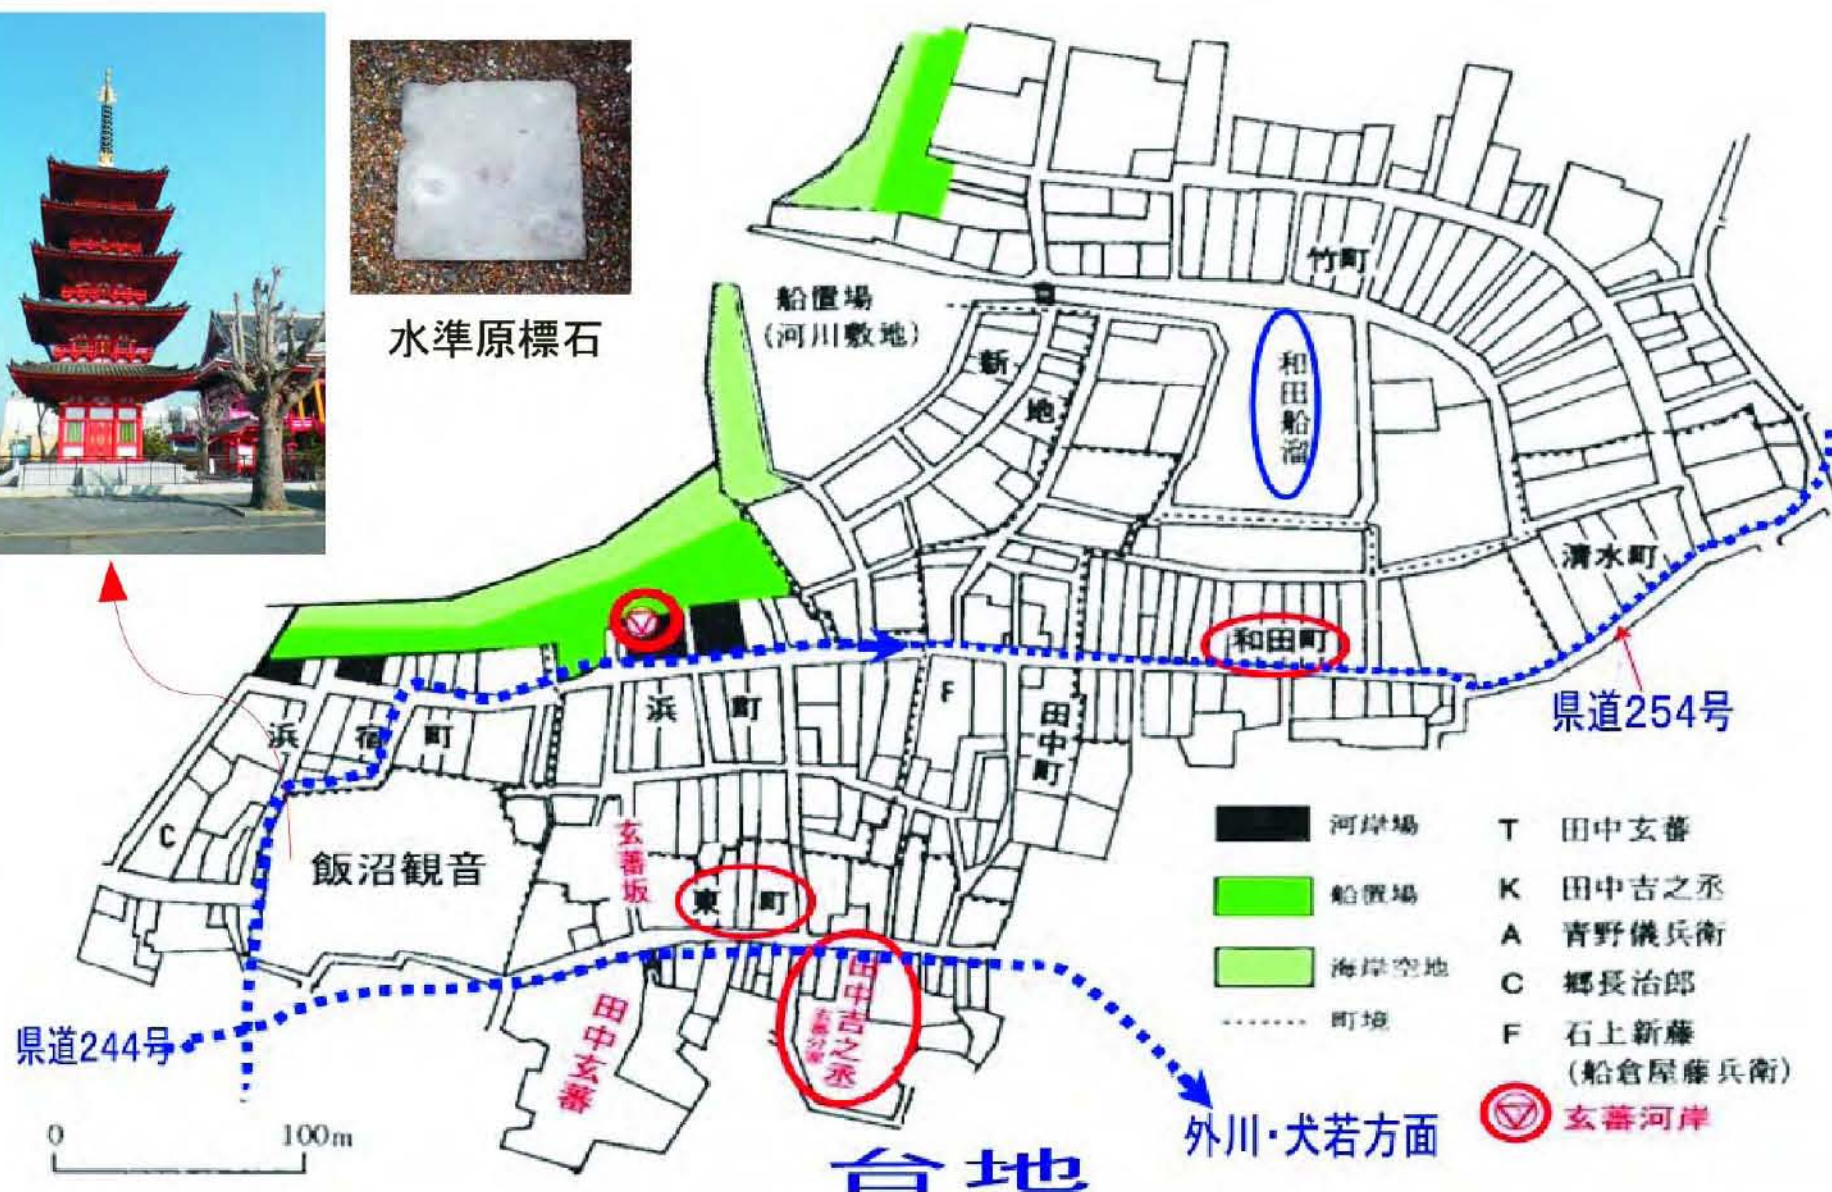 水準原標石
船置場
(河川敷地)
竹町
新
地
和田船溜
清水町
和田町
県道254号
浜宿町
浜町
F
田中町
C
飯沼観音
玄蕃坂
東町
田中吉之丞
玄蕃分家
田中玄蕃
県道244号
外川・犬若方面
台地
0 100m
河岸場
船置場
海岸空地
町境
T 田中玄蕃
K 田中吉之丞
A 青野儀兵衛
C 郷長治郎
F 石上新藤
(船倉屋藤兵衛)
玄蕃河岸